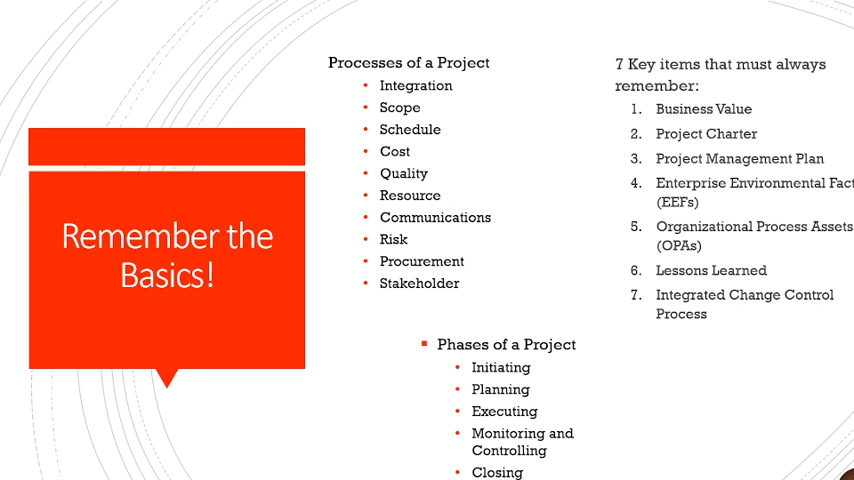 Remember the
Basics!
Processes of a Project
Integration
Scope
Schedule
Cost
Quality
Resource
Communications
Risk
Procurement
Stakeholder
Phases of a Project
Initiating
Planning
Executing
Monitoring and
Controlling
Closing
7 Key items that must always
remember:
1. Business Value
2. Project Charter
3. Project Management Plan
4. Enterprise Environmental Fact
(EEFs)
5. Organizational Process Assets
(OPAs)
6. Lessons Learned
7. Integrated Change Control
Process